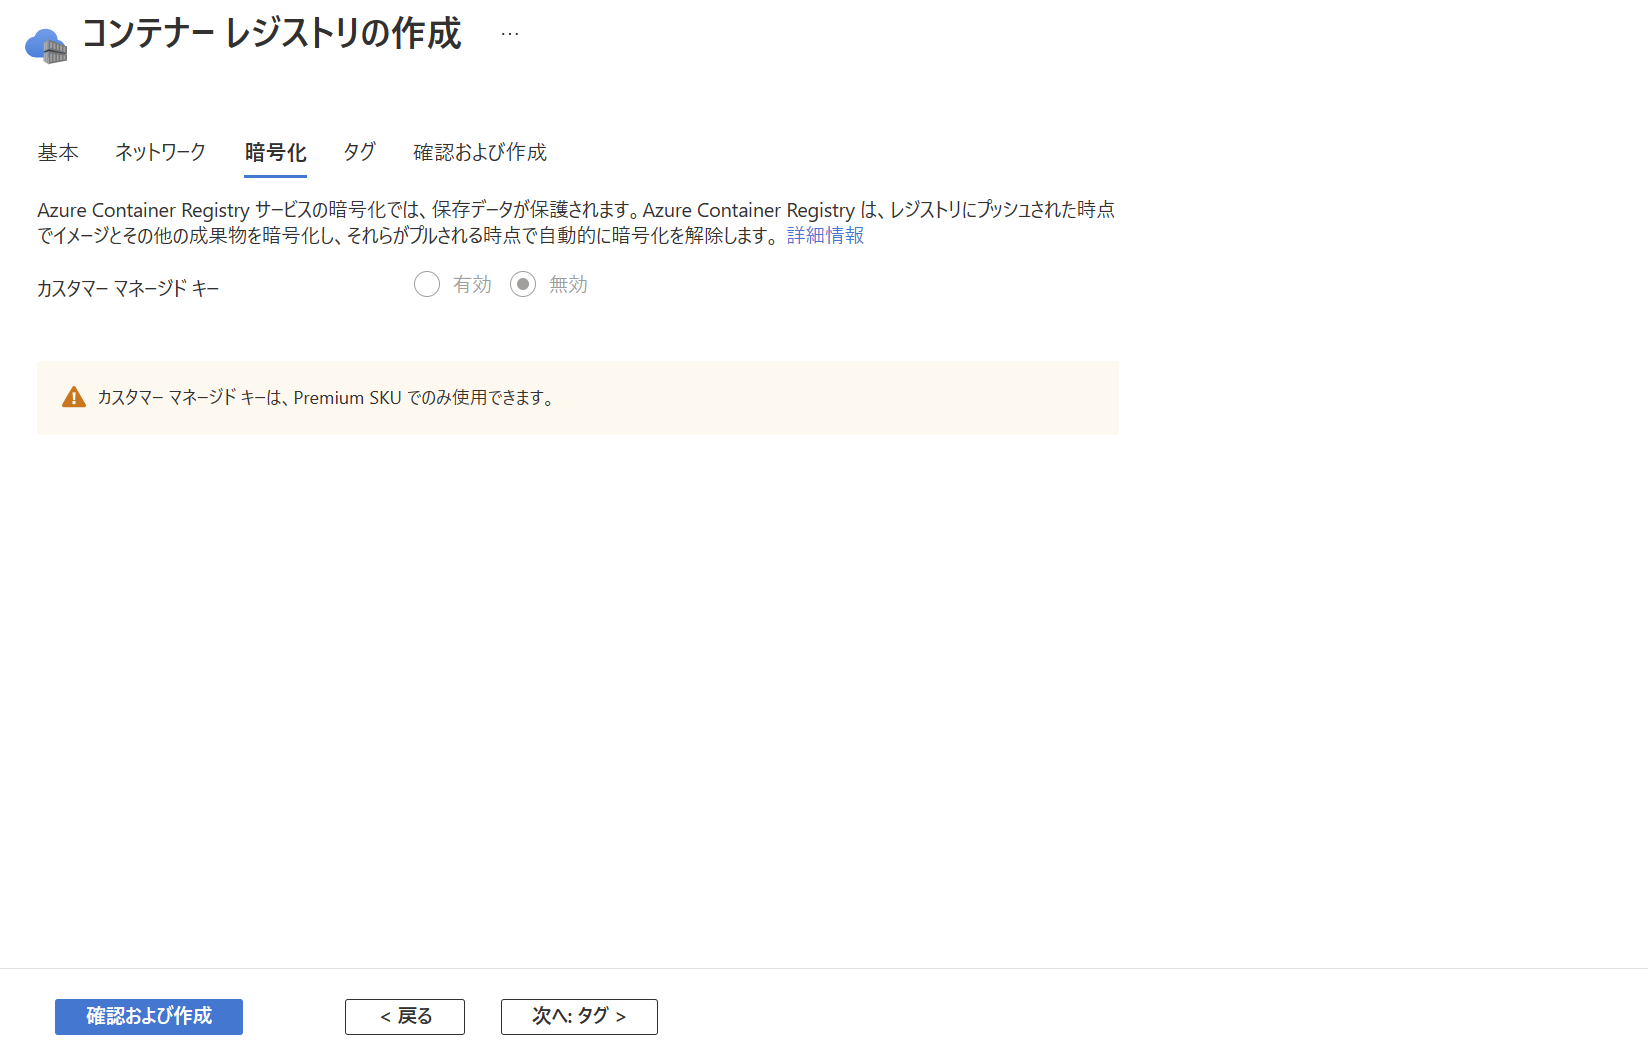 コンテナー レジストリの作成 …
基本 ネットワーク 暗号化 タグ 確認および作成
Azure Container Registry サービスの暗号化では、保存データが保護されます。Azure Container Registry は、レジストリにプッシュされた時点
でイメージとその他の成果物を暗号化し、それらがプルされる時点で自動的に暗号化を解除します。 詳細情報
カスタマー マネージド キー 有効 無効
カスタマー マネージド キーは、Premium SKU でのみ使用できます。
確認および作成 < 戻る 次へ: タグ >